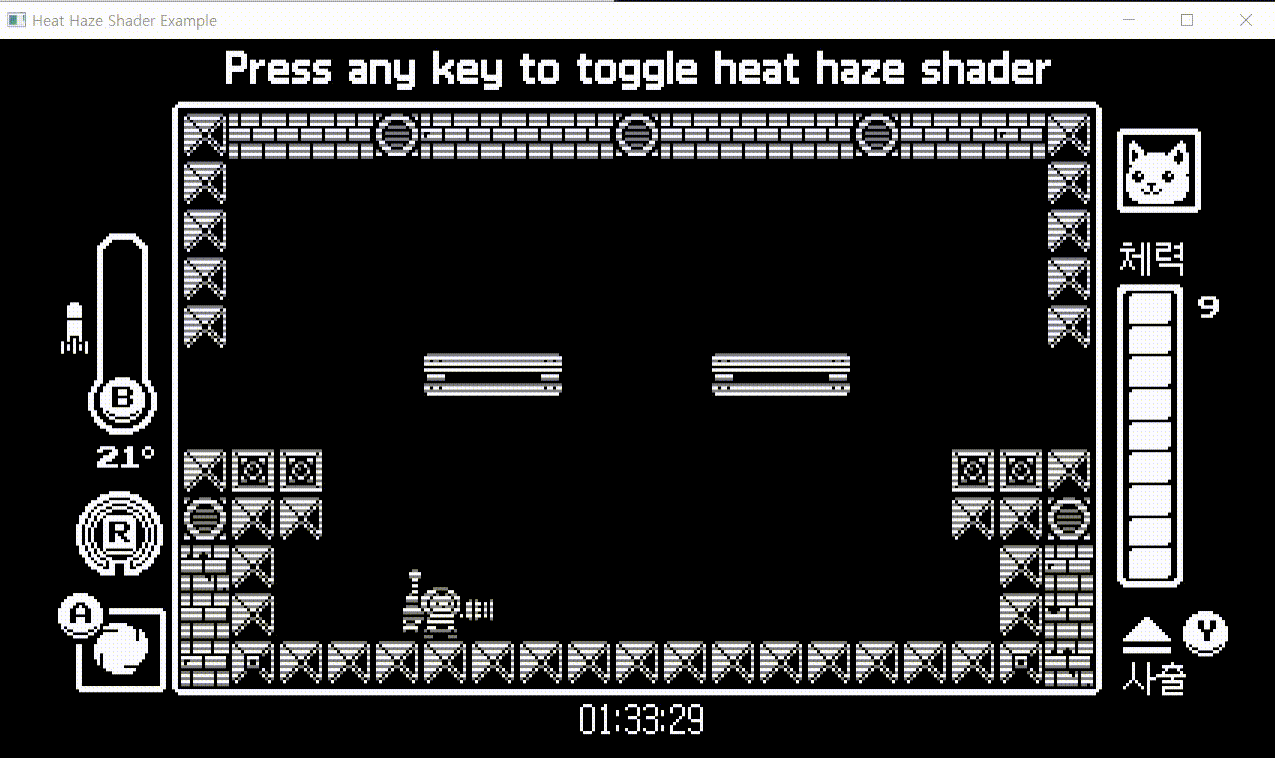 Heat Haze Shader Example
Press any key to toggle heat haze shader
체력
9
B
21°
R
A
Y
사출
01:33:29